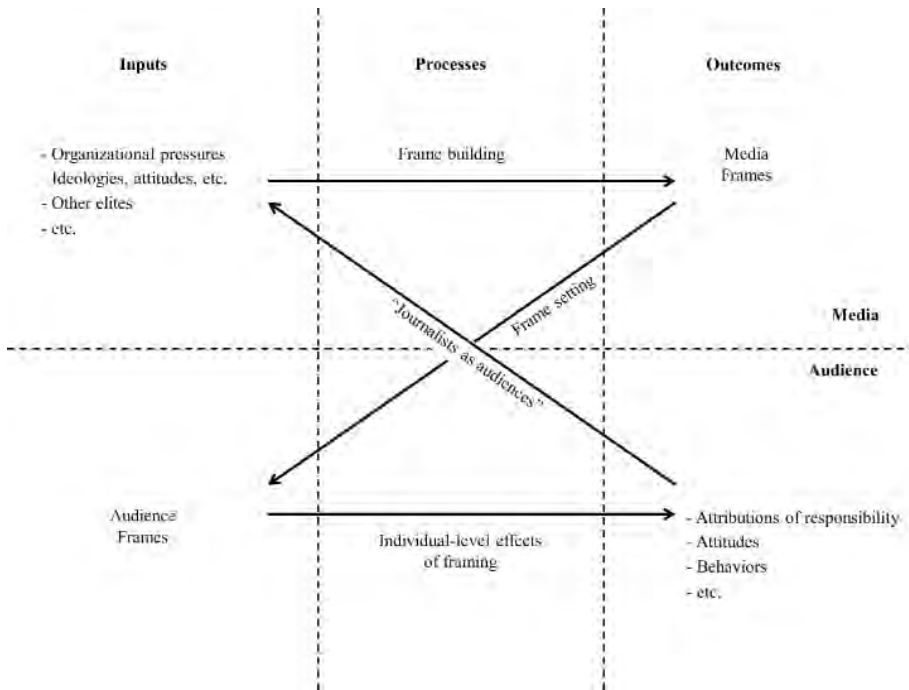 Inputs
Processes
Outcomes
- Organizational pressures
Ideologies, attitudes, etc.
- Other elites
- etc.
Frame building
Media
Frames
"Journalists as audiences"
Frame setting
Media
Audience
Audience
Frames
Individual-level effects
of framing
- Attributions of responsibility
- Attitudes
- Behaviors
- etc.